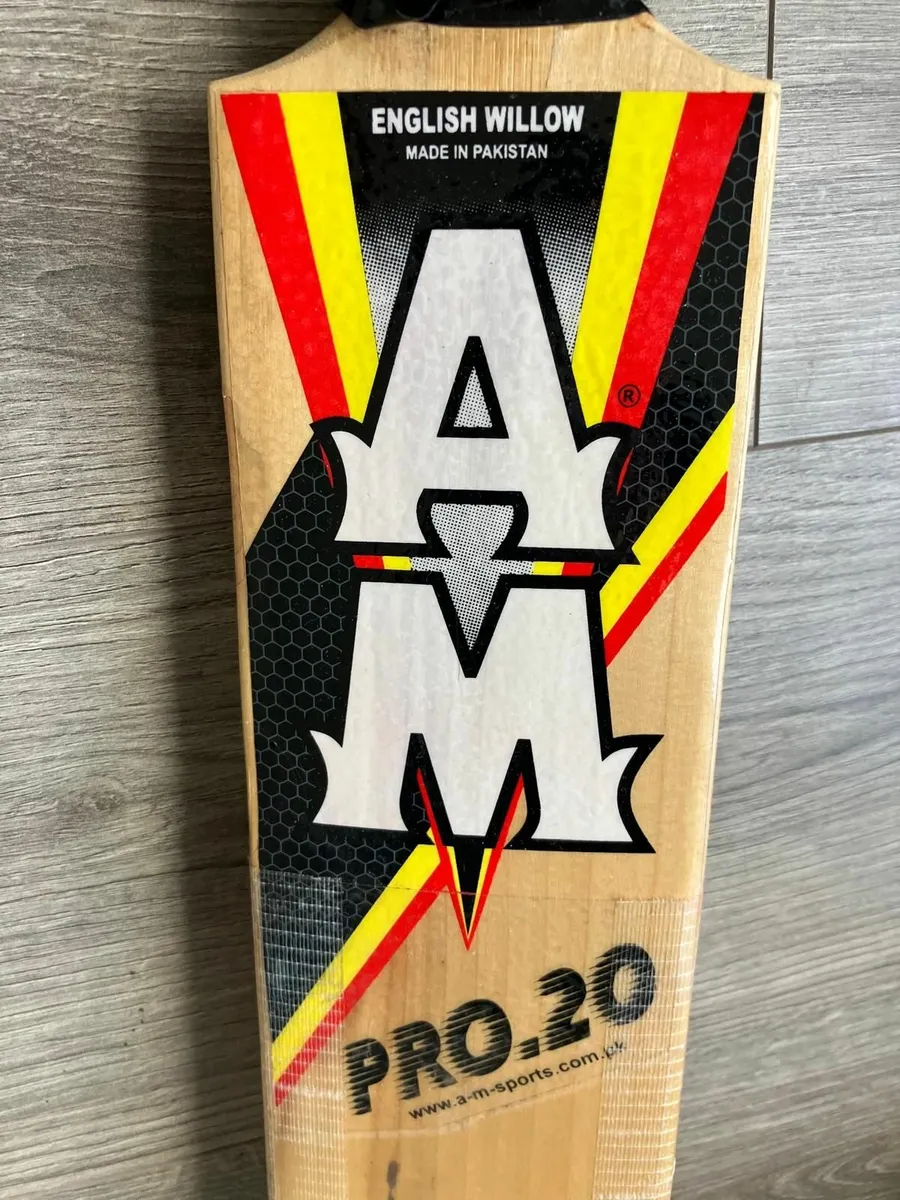 ENGLISH WILLOW
MADE IN PAKISTAN
A
®
M
PRO.20
www.a-m-sports.com.pk